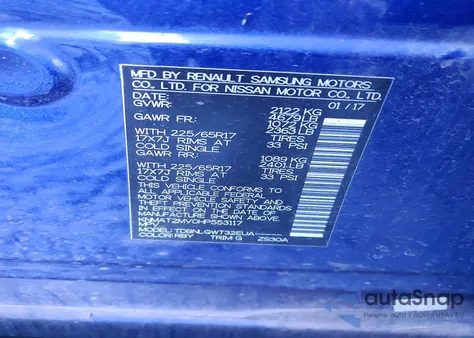 MFD BY RENAULT SAMSUNG MOTORS
CO., LTD. FOR NISSAN MOTOR CO., LTD.
DATE: 01/17
GVWR: 2122 KG
4679 LB
GAWR FR: 1072 KG
2363 LB
WITH 225/65R17 TIRES
17X7J RIMS AT 33 PSI
COLD SINGLE
GAWR RR: 1089 KG
2401 LB
WITH 225/65R17 TIRES
17X7J RIMS AT 33 PSI
COLD SINGLE
THIS VEHICLE CONFORMS TO
ALL APPLICABLE FEDERAL
MOTOR VEHICLE SAFETY AND
THEFT PREVENTION STANDARDS
IN EFFECT ON THE DATE OF
MANUFACTURE SHOWN ABOVE.
KNMAT2MV0HP553117
MODEL: TDBNLGWT32EUA
COLOR: RBY TRIM: G ZS30A
autoSnap